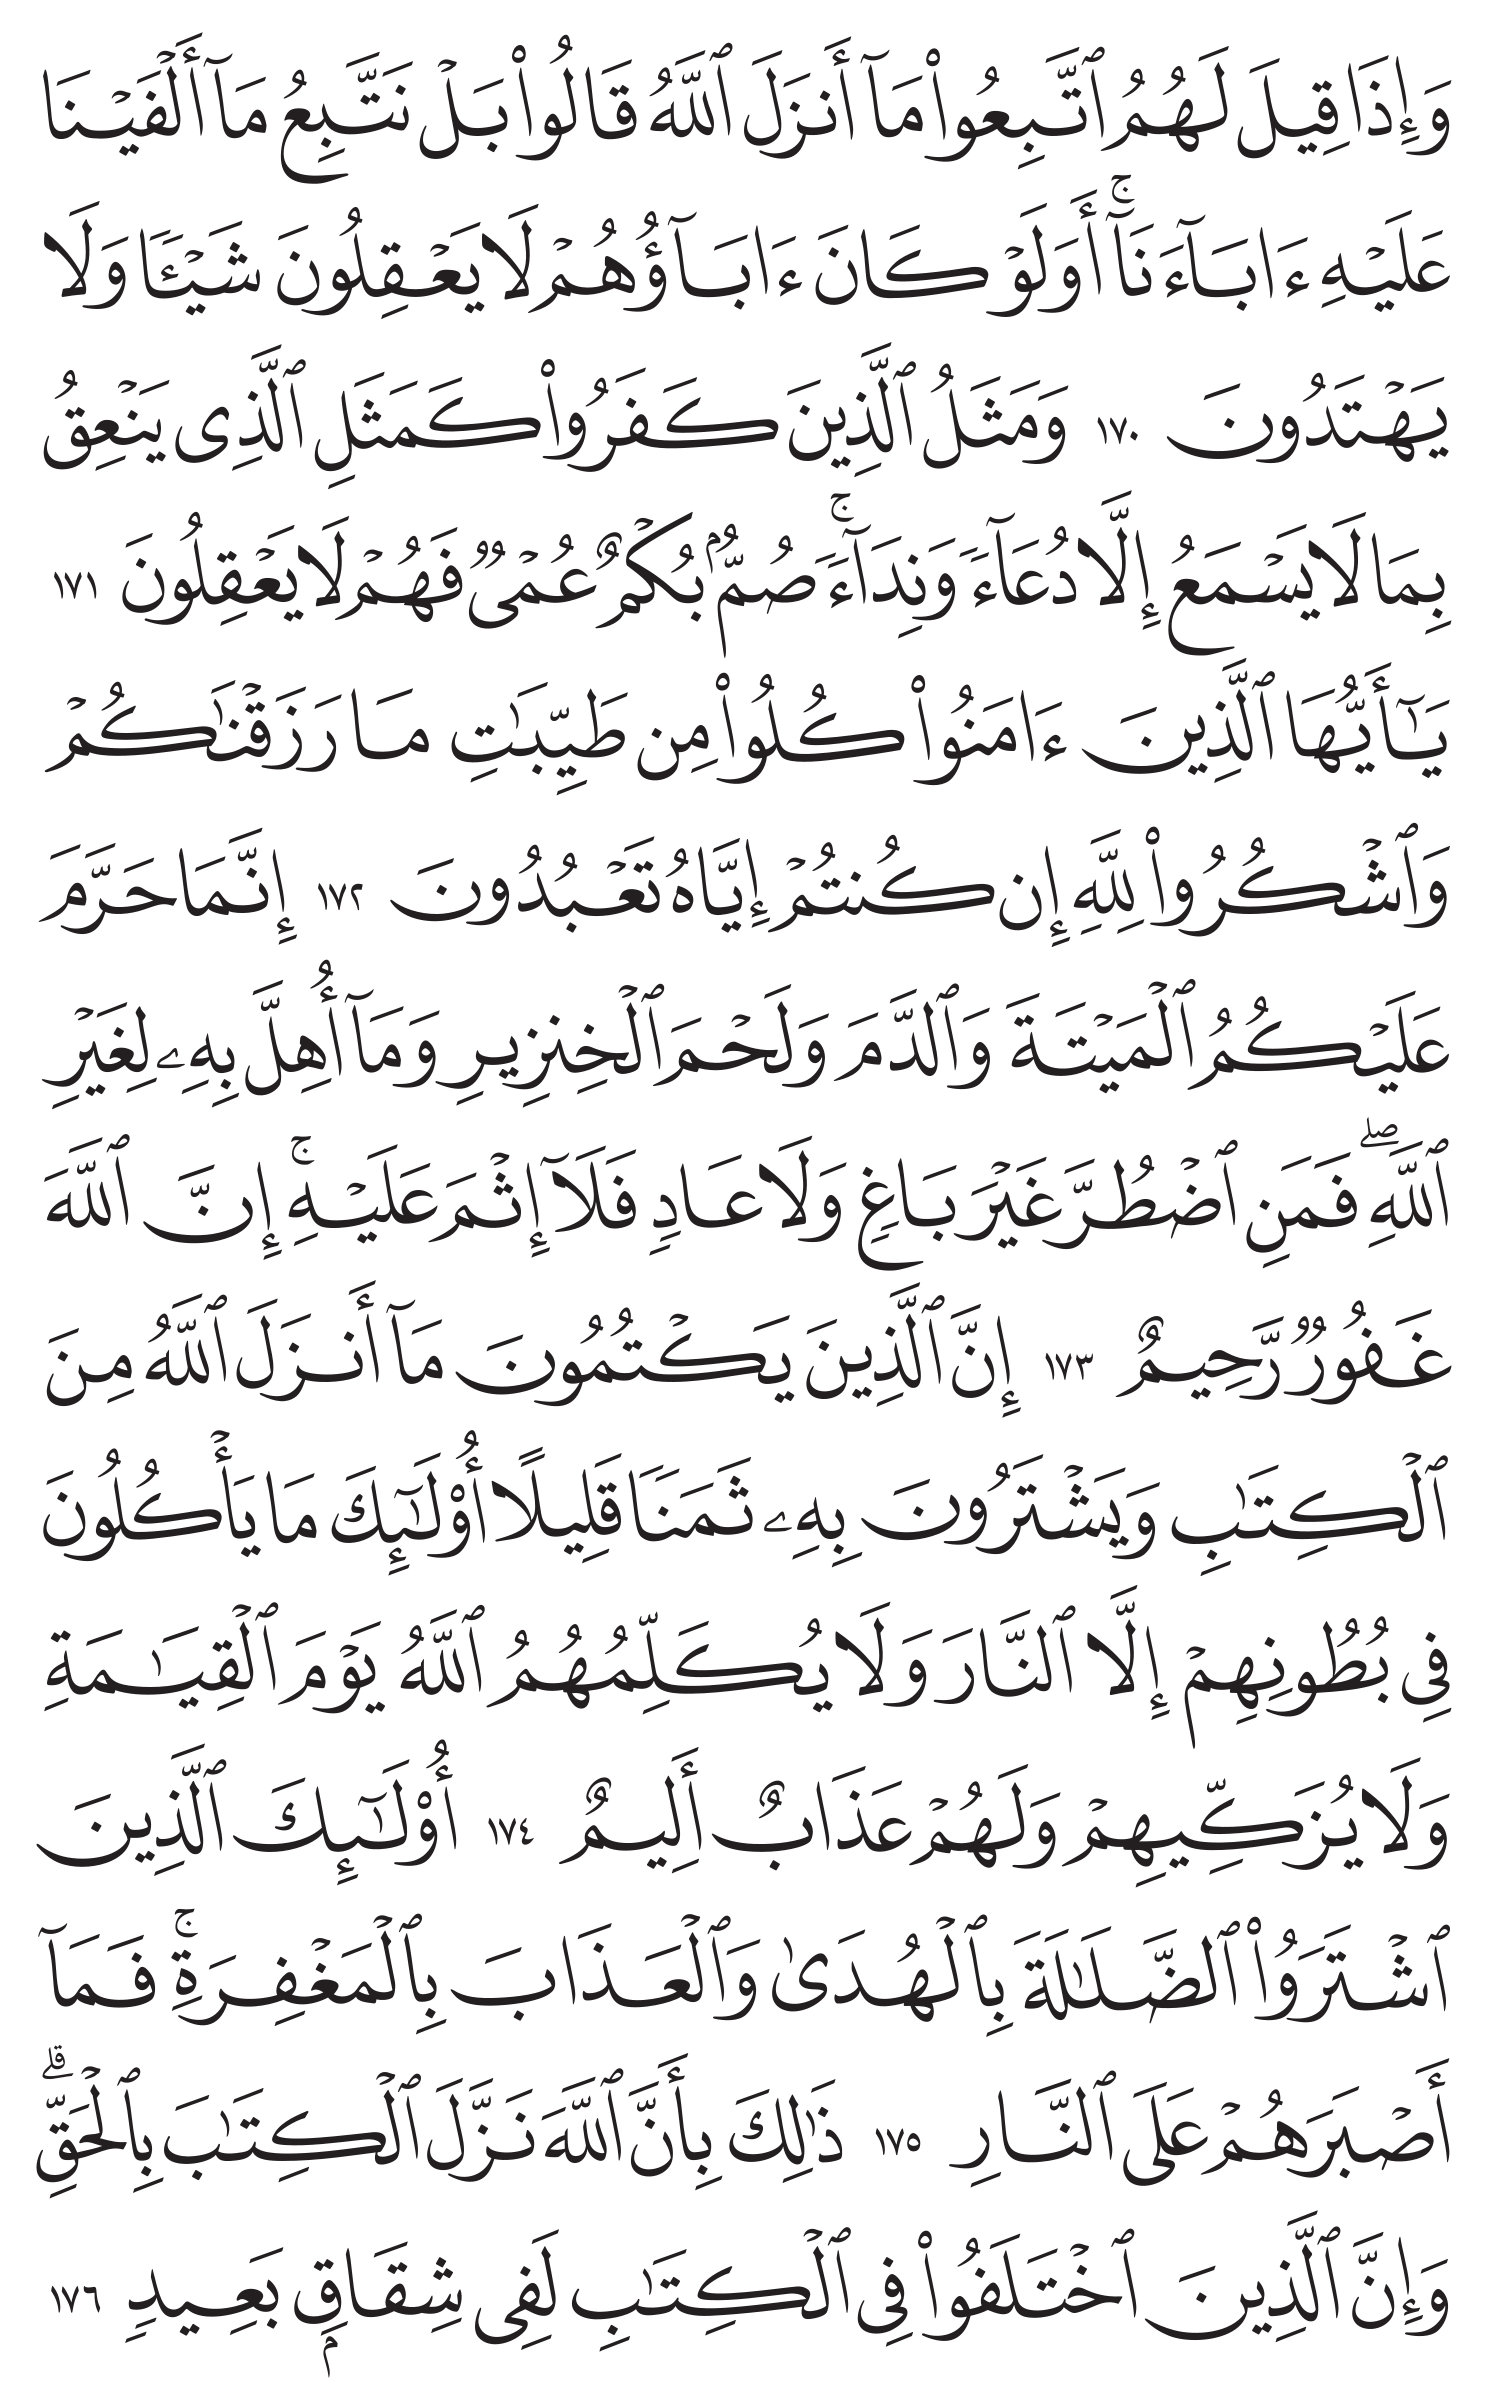 وَإِذَا قِيلَ لَهُمُ ٱتَّبِعُوا۟ مَآ أَنزَلَ ٱللَّهُ قَالُوا۟ بَلْ نَتَّبِعُ مَآ أَلْفَيْنَا
عَلَيْهِ ءَابَآءَنَآ ۚ أَوَلَوْ كَانَ ءَابَآؤُهُمْ لَا يَعْقِلُونَ شَيْـًٔا وَلَا
يَهْتَدُونَ ١٧٠ وَمَثَلُ ٱلَّذِينَ كَفَرُوا۟ كَمَثَلِ ٱلَّذِى يَنْعِقُ
بِمَا لَا يَسْمَعُ إِلَّا دُعَآءً وَنِدَآءً ۚ صُمٌّۢ بُكْمٌ عُمْىٌ فَهُمْ لَا يَعْقِلُونَ ١٧١
يَـٰٓأَيُّهَا ٱلَّذِينَ ءَامَنُوا۟ كُلُوا۟ مِن طَيِّبَـٰتِ مَا رَزَقْنَـٰكُمْ
وَٱشْكُرُوا۟ لِلَّهِ إِن كُنتُمْ إِيَّاهُ تَعْبُدُونَ ١٧٢ إِنَّمَا حَرَّمَ
عَلَيْكُمُ ٱلْمَيْتَةَ وَٱلدَّمَ وَلَحْمَ ٱلْخِنزِيرِ وَمَآ أُهِلَّ بِهِۦ لِغَيْرِ
ٱللَّهِ ۖ فَمَنِ ٱضْطُرَّ غَيْرَ بَاغٍ وَلَا عَادٍ فَلَآ إِثْمَ عَلَيْهِ ۚ إِنَّ ٱللَّهَ
غَفُورٌ رَّحِيمٌ ١٧٣ إِنَّ ٱلَّذِينَ يَكْتُمُونَ مَآ أَنزَلَ ٱللَّهُ مِنَ
ٱلْكِتَـٰبِ وَيَشْتَرُونَ بِهِۦ ثَمَنًا قَلِيلًا أُو۟لَـٰٓئِكَ مَا يَأْكُلُونَ
فِى بُطُونِهِمْ إِلَّا ٱلنَّارَ وَلَا يُكَلِّمُهُمُ ٱللَّهُ يَوْمَ ٱلْقِيَـٰمَةِ
وَلَا يُزَكِّيهِمْ وَلَهُمْ عَذَابٌ أَلِيمٌ ١٧٤ أُو۟لَـٰٓئِكَ ٱلَّذِينَ
ٱشْتَرَوُا۟ ٱلضَّلَـٰلَةَ بِٱلْهُدَىٰ وَٱلْعَذَابَ بِٱلْمَغْفِرَةِ ۚ فَمَآ
أَصْبَرَهُمْ عَلَى ٱلنَّارِ ١٧٥ ذَٰلِكَ بِأَنَّ ٱللَّهَ نَزَّلَ ٱلْكِتَـٰبَ بِٱلْحَقِّ ۗ
وَإِنَّ ٱلَّذِينَ ٱخْتَلَفُوا۟ فِى ٱلْكِتَـٰبِ لَفِى شِقَاقٍۭ بَعِيدٍ ١٧٦